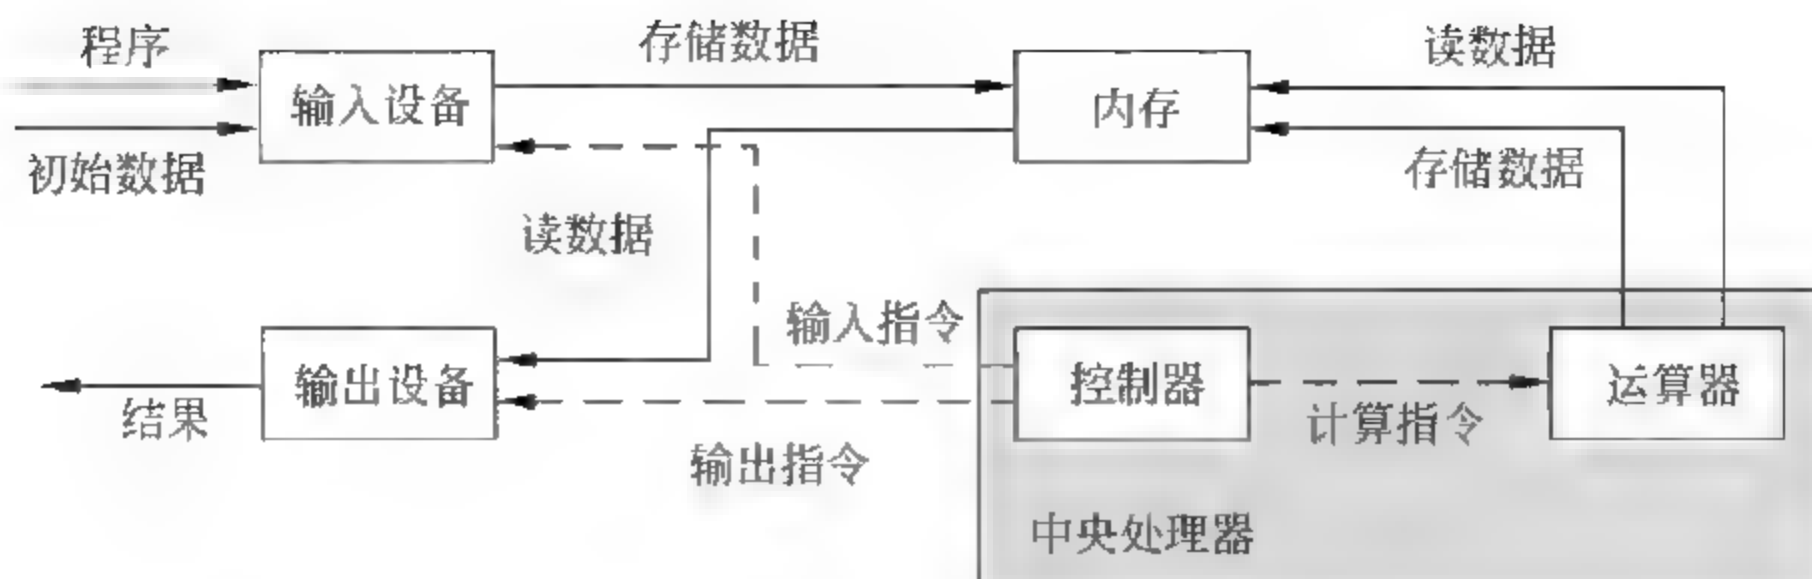 程序
存储数据
读数据
输入设备
内存
初始数据
存储数据
读数据
输入指令
输出设备
控制器
运算器
结果
计算指令
输出指令
中央处理器